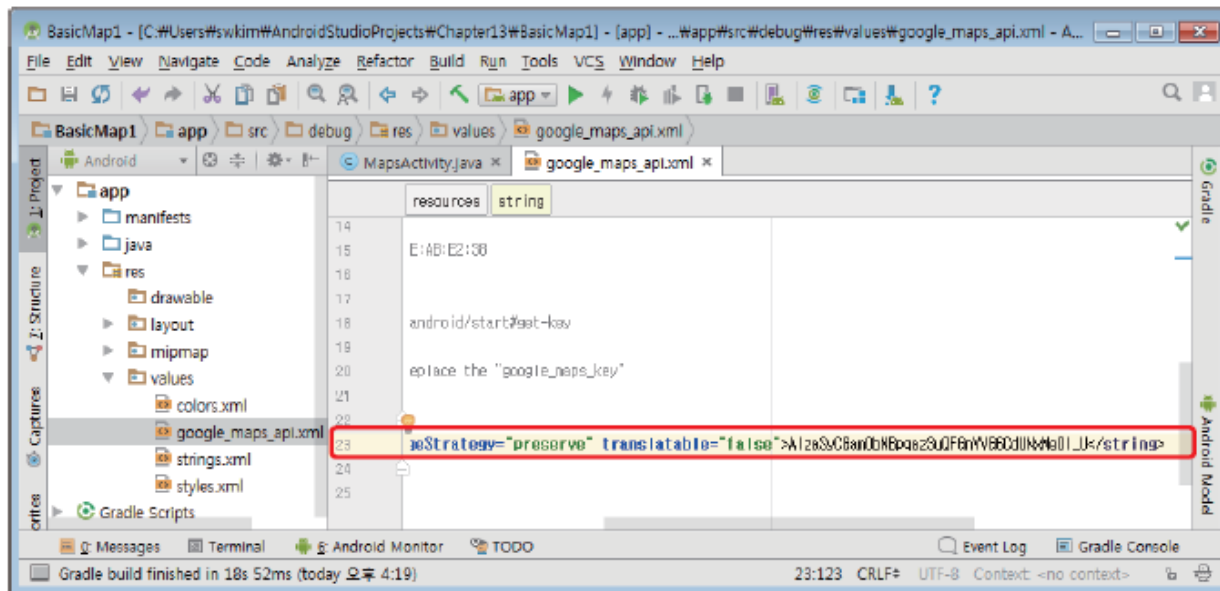 BasicMap1 - [C:₩Users₩swkim₩AndroidStudioProjects₩Chapter13₩BasicMap1] - [app] - ...₩app₩src₩debug₩res₩values₩google_maps_api.xml - A...
File Edit View Navigate Code Analyze Refactor Build Run Tools VCS Window Help
app
BasicMap1 app src debug res values google_maps_api.xml
Android MapsActivity.java google_maps_api.xml
1: Project
Z: Structure
Captures
orites
app
manifests
java
res
drawable
layout
mipmap
values
colors.xml
google_maps_api.xml
strings.xml
styles.xml
Gradle Scripts
resources string
14
15 E:AB:E2:38
16
17
18 android/start#get-key
19
20 eplace the "google_maps_key"
21
22
23 geStrategy="preserve" translatable="false"> </string>
24
25
Gradle
Android Model
0: Messages Terminal 6: Android Monitor TODO Event Log Gradle Console
Gradle build finished in 18s 52ms (today 오후 4:19) 23:123 CRLF UTF-8 Context: <no context>